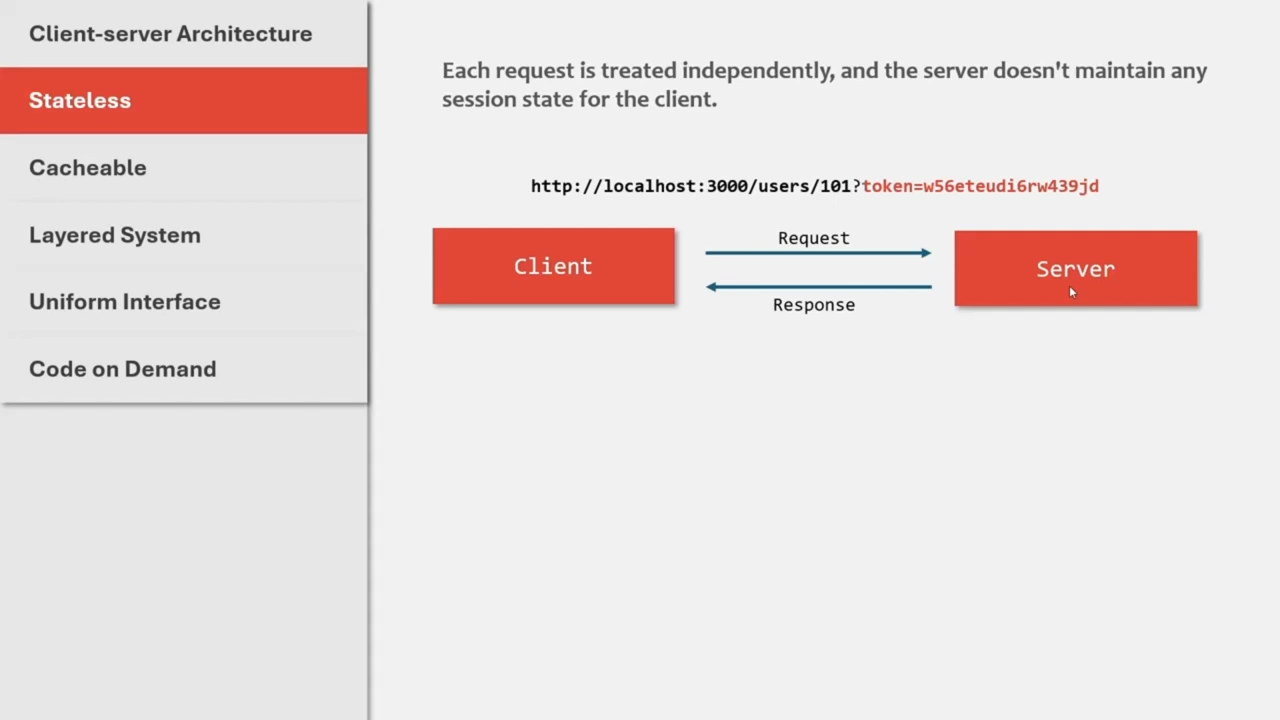 Client-server Architecture
Stateless
Cacheable
Layered System
Uniform Interface
Code on Demand
Each request is treated independently, and the server doesn't maintain any
session state for the client.
http://localhost:3000/users/101?token=w56eteudi6rw439jd
Client
Request
Response
Server